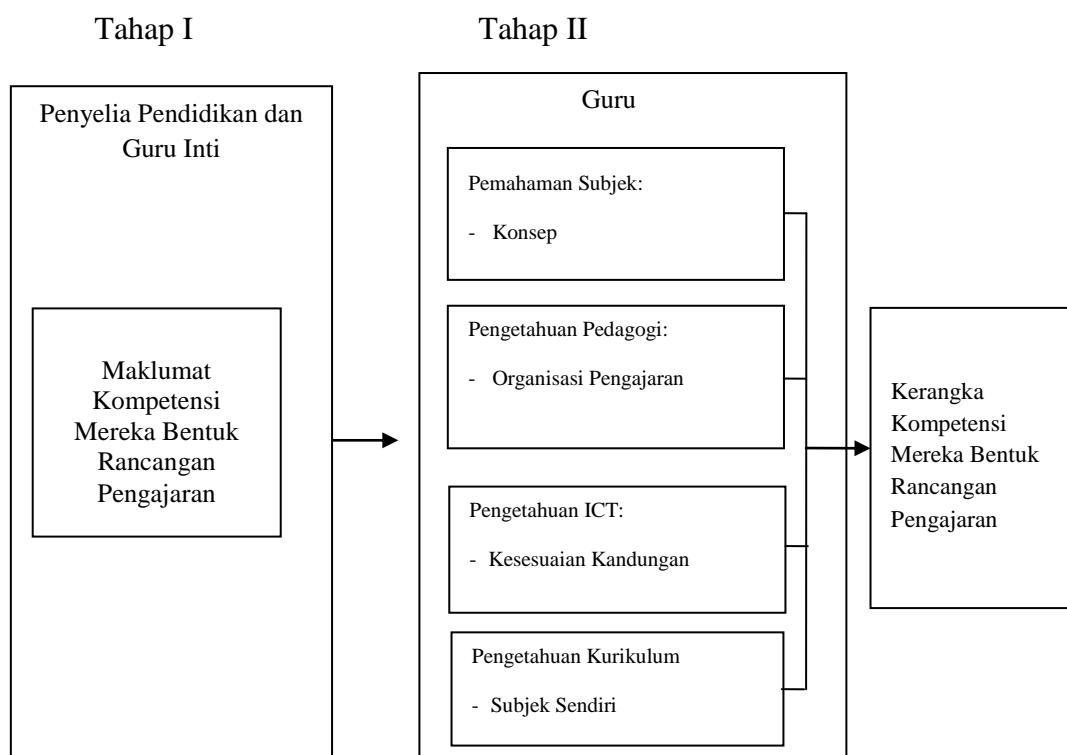 Tahap I
Tahap II
Penyelia Pendidikan dan
Guru Inti
Maklumat
Kompetensi
Mereka Bentuk
Rancangan
Pengajaran
Guru
Pemahaman Subjek:
- Konsep
Pengetahuan Pedagogi:
- Organisasi Pengajaran
Pengetahuan ICT:
- Kesesuaian Kandungan
Pengetahuan Kurikulum
- Subjek Sendiri
Kerangka
Kompetensi
Mereka Bentuk
Rancangan
Pengajaran